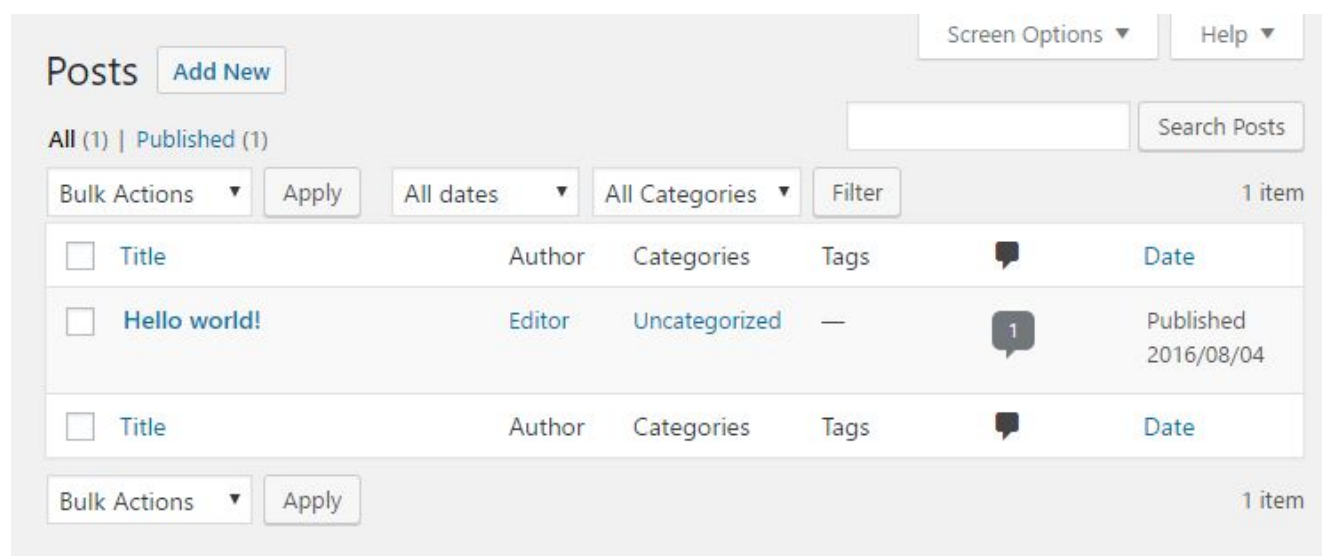 Screen Options ▼ Help ▼
Posts Add New
All (1) | Published (1)
Search Posts
Bulk Actions ▼ Apply All dates ▼ All Categories ▼ Filter 1 item
Title Author Categories Tags Date
Hello world! Editor Uncategorized — 1 Published
2016/08/04
Title Author Categories Tags Date
Bulk Actions ▼ Apply 1 item